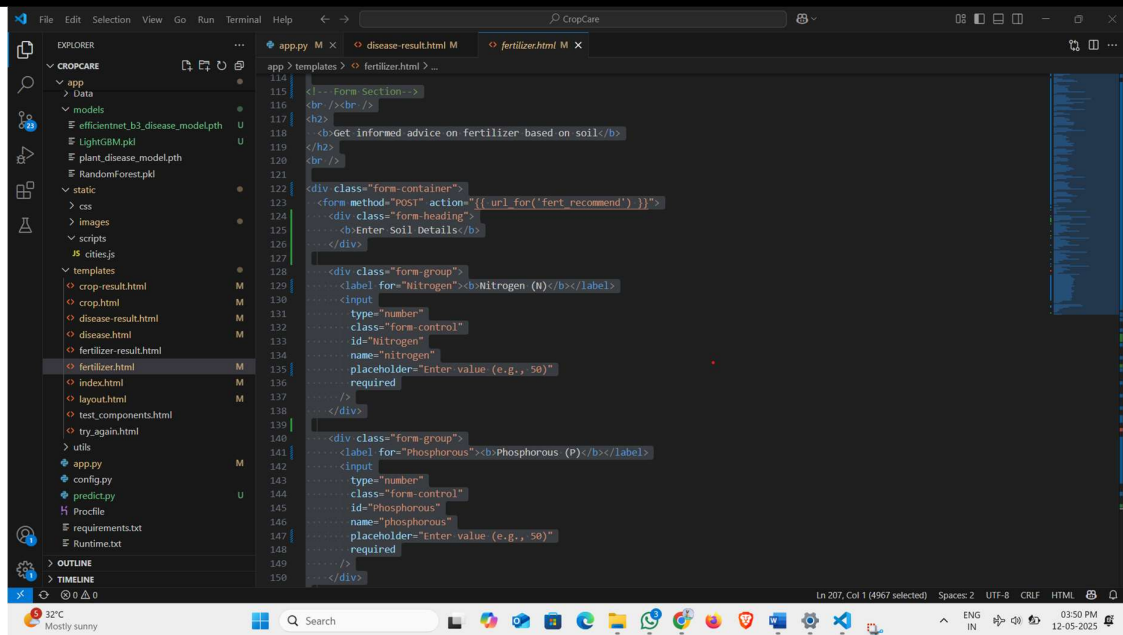 File Edit Selection View Go Run Terminal Help
CropCare
EXPLORER
app.py M
disease-result.html M
fertilizer.html M
CROPCARE
app > templates > fertilizer.html > ...
app
Data
models
efficientnet_b3_disease_model.pth U
LightGBM.pkl U
plant_disease_model.pth
RandomForest.pkl
static
css
images
scripts
JS cities.js
templates
crop-result.html M
crop.html M
disease-result.html M
disease.html M
fertilizer-result.html
fertilizer.html M
index.html M
layout.html M
test_components.html
try_again.html
utils
app.py M
config.py
predict.py U
Procfile
requirements.txt
Runtime.txt
OUTLINE
TIMELINE
23
1
1
114
115 <!-- Form Section-->
116 <br /><br />
117 <h2>
118 <b>Get informed advice on fertilizer based on soil</b>
119 </h2>
120 <br />
121
122 <div class="form-container">
123 <form method="POST" action="{{ url_for('fert_recommend') }}">
124 <div class="form-heading">
125 <b>Enter Soil Details</b>
126 </div>
127
128 <div class="form-group">
129 <label for="Nitrogen"><b>Nitrogen (N)</b></label>
130 <input
131 type="number"
132 class="form-control"
133 id="Nitrogen"
134 name="nitrogen"
135 placeholder="Enter value (e.g., 50)"
136 required
137 />
138 </div>
139
140 <div class="form-group">
141 <label for="Phosphorous"><b>Phosphorous (P)</b></label>
142 <input
143 type="number"
144 class="form-control"
145 id="Phosphorous"
146 name="phosphorous"
147 placeholder="Enter value (e.g., 50)"
148 required
149 />
150 </div>
0 0 Ln 207, Col 1 (4967 selected) Spaces: 2 UTF-8 CRLF HTML
5 32°C
Mostly sunny
Search
3
ENG
IN
03:50 PM
12-05-2025